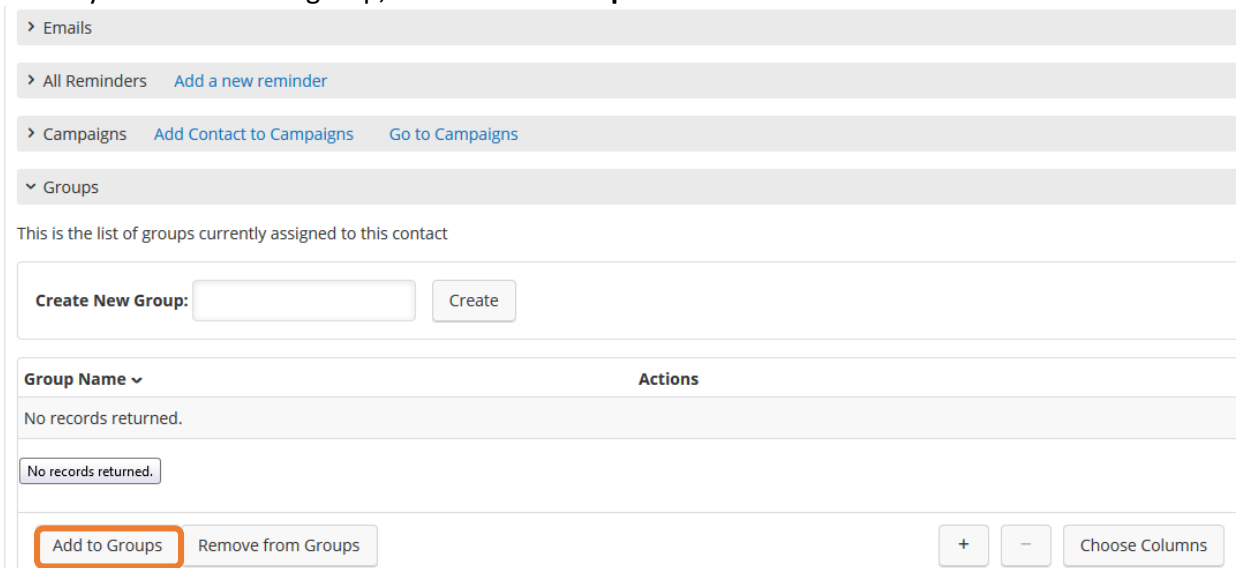 > Emails
> All Reminders Add a new reminder
> Campaigns Add Contact to Campaigns Go to Campaigns
Groups
This is the list of groups currently assigned to this contact
Create New Group: Create
Group Name Actions
No records returned.
No records returned.
Add to Groups Remove from Groups + - Choose Columns